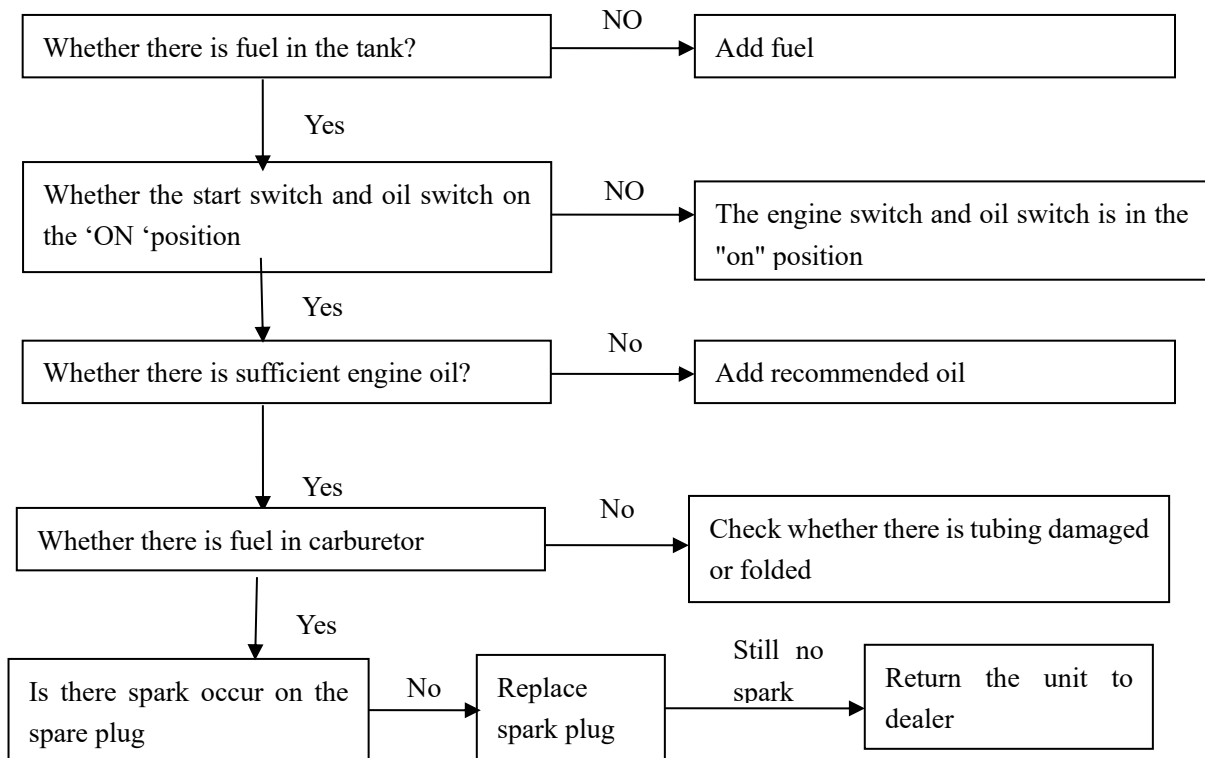 NO
Whether there is fuel in the tank?
Add fuel
Yes
Whether the start switch and oil switch on
the ‘ON ‘position
NO
The engine switch and oil switch is in the
"on" position
Yes
Whether there is sufficient engine oil?
No
Add recommended oil
Yes
Whether there is fuel in carburetor
No
Check whether there is tubing damaged
or folded
Yes
Is there spark occur on the
spare plug
No
Replace
spark plug
Still no
spark
Return the unit to
dealer